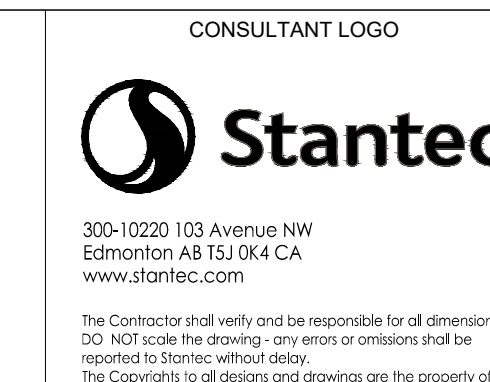 CONSULTANT LOGO
Stantec
300-10220 103 Avenue NW
Edmonton AB T5J 0K4 CA
www.stantec.com
The Contractor shall verify and be responsible for all dimension
DO NOT scale the drawing - any errors or omissions shall be
reported to Stantec without delay.
The Copyrights to all designs and drawings are the property of